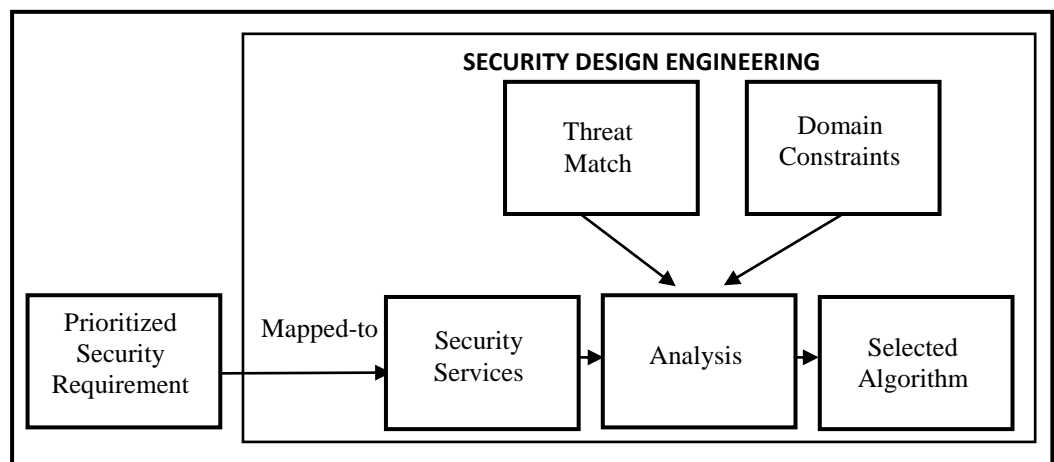 SECURITY DESIGN ENGINEERING
Threat
Match
Domain
Constraints
Prioritized
Security
Requirement
Mapped-to
Security
Services
Analysis
Selected
Algorithm